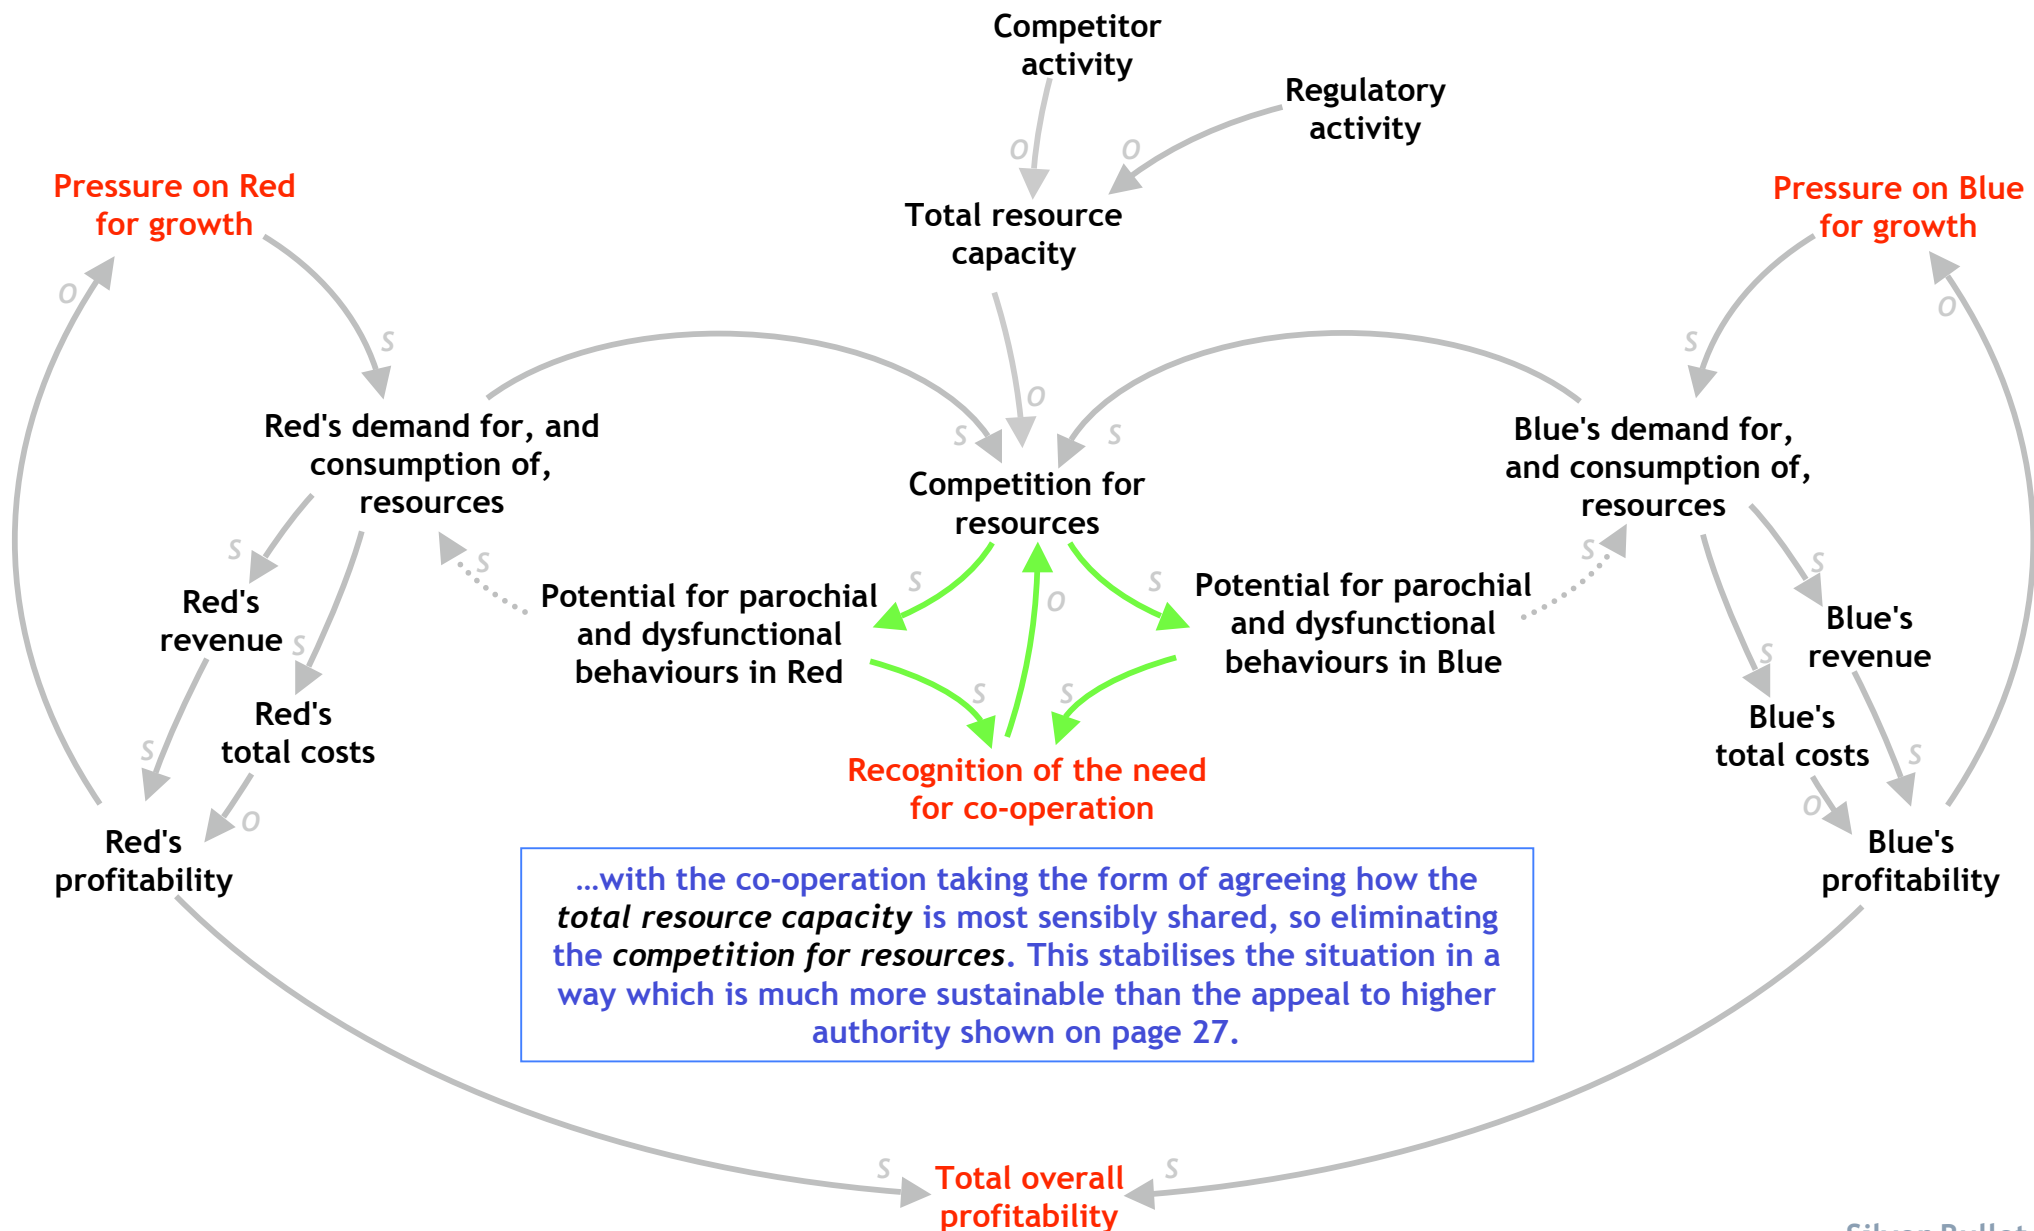 Competitor
activity
Regulatory
activity
O
O
Pressure on Red
for growth
Pressure on Blue
for growth
Total resource
capacity
O
O
S
S
O
S
S
Red's demand for, and
consumption of,
resources
Blue's demand for,
and consumption of,
resources
Competition for
resources
S
S
S
S
S
S
O
S
Potential for parochial
and dysfunctional
behaviours in Red
Potential for parochial
and dysfunctional
behaviours in Blue
Red's
revenue
Blue's
revenue
S
S
S
S
Red's
total costs
Blue's
total costs
S
S
O
O
Recognition of the need
for co-operation
Red's
profitability
Blue's
profitability
…with the co-operation taking the form of agreeing how the
total resource capacity is most sensibly shared, so eliminating
the competition for resources. This stabilises the situation in a
way which is much more sustainable than the appeal to higher
authority shown on page 27.
S
S
Total overall
profitability